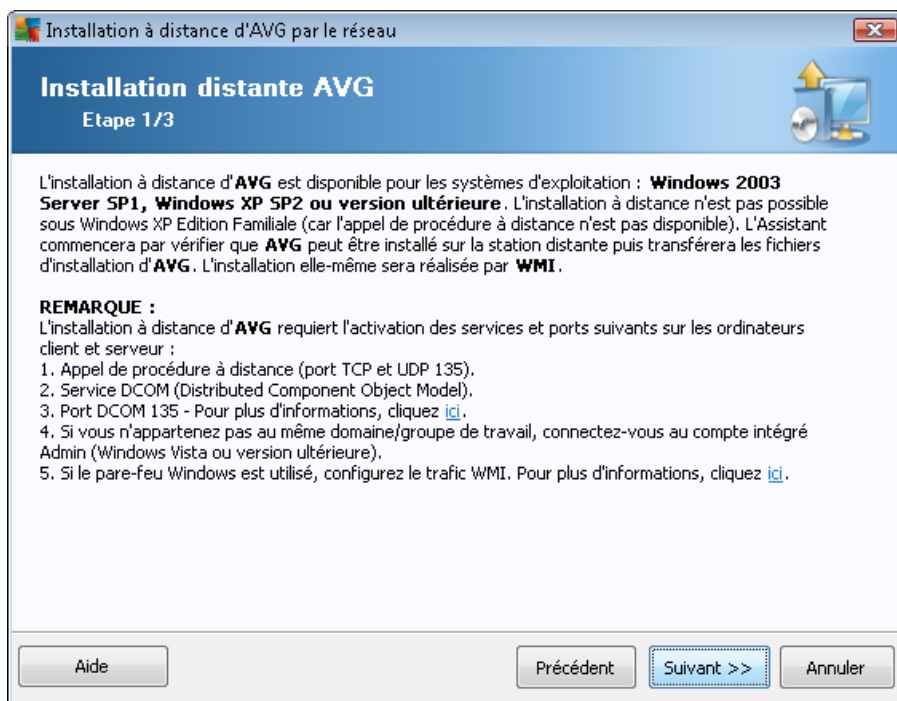 Installation à distance d'AVG par le réseau
Installation distante AVG
Etape 1/3
L'installation à distance d'AVG est disponible pour les systèmes d'exploitation : Windows 2003
Server SP1, Windows XP SP2 ou version ultérieure. L'installation à distance n'est pas possible
sous Windows XP Edition Familiale (car l'appel de procédure à distance n'est pas disponible). L'Assistant
commencera par vérifier que AVG peut être installé sur la station distante puis transférera les fichiers
d'installation d'AVG. L'installation elle-même sera réalisée par WMI.
REMARQUE :
L'installation à distance d'AVG requiert l'activation des services et ports suivants sur les ordinateurs
client et serveur :
1. Appel de procédure à distance (port TCP et UDP 135).
2. Service DCOM (Distributed Component Object Model).
3. Port DCOM 135 - Pour plus d'informations, cliquez ici.
4. Si vous n'appartenez pas au même domaine/groupe de travail, connectez-vous au compte intégré
Admin (Windows Vista ou version ultérieure).
5. Si le pare-feu Windows est utilisé, configurez le trafic WMI. Pour plus d'informations, cliquez ici.
Aide
Précédent
Suivant >>
Annuler